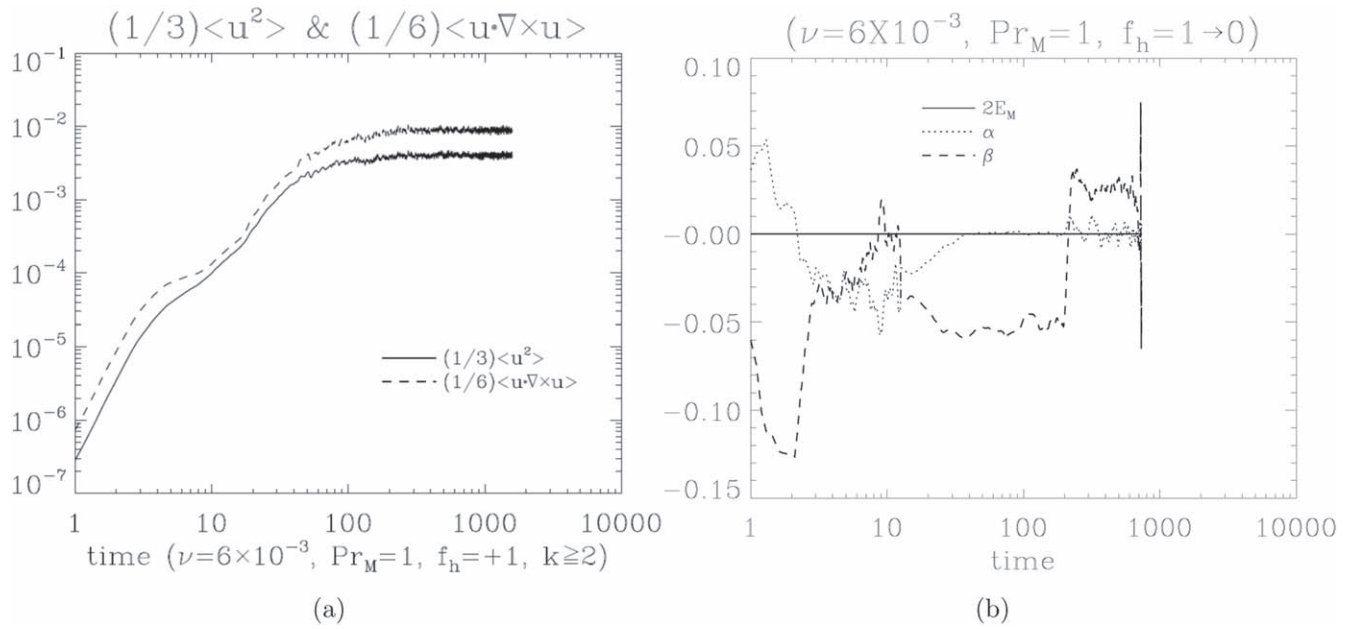 (1/3)<u²> & (1/6)<u·∇×u>
10⁻¹
10⁻²
10⁻³
10⁻⁴
10⁻⁵
10⁻⁶
10⁻⁷
(1/3)<u²>
(1/6)<u·∇×u>
1 10 100 1000 10000
time (ν=6×10⁻³, Pr_M=1, f_h=+1, k≧2)
(a)
(ν=6X10⁻³, Pr_M=1, f_h=1→0)
0.10
0.05
-0.00
-0.05
-0.10
-0.15
2E_M
α
β
1 10 100 1000 10000
time
(b)